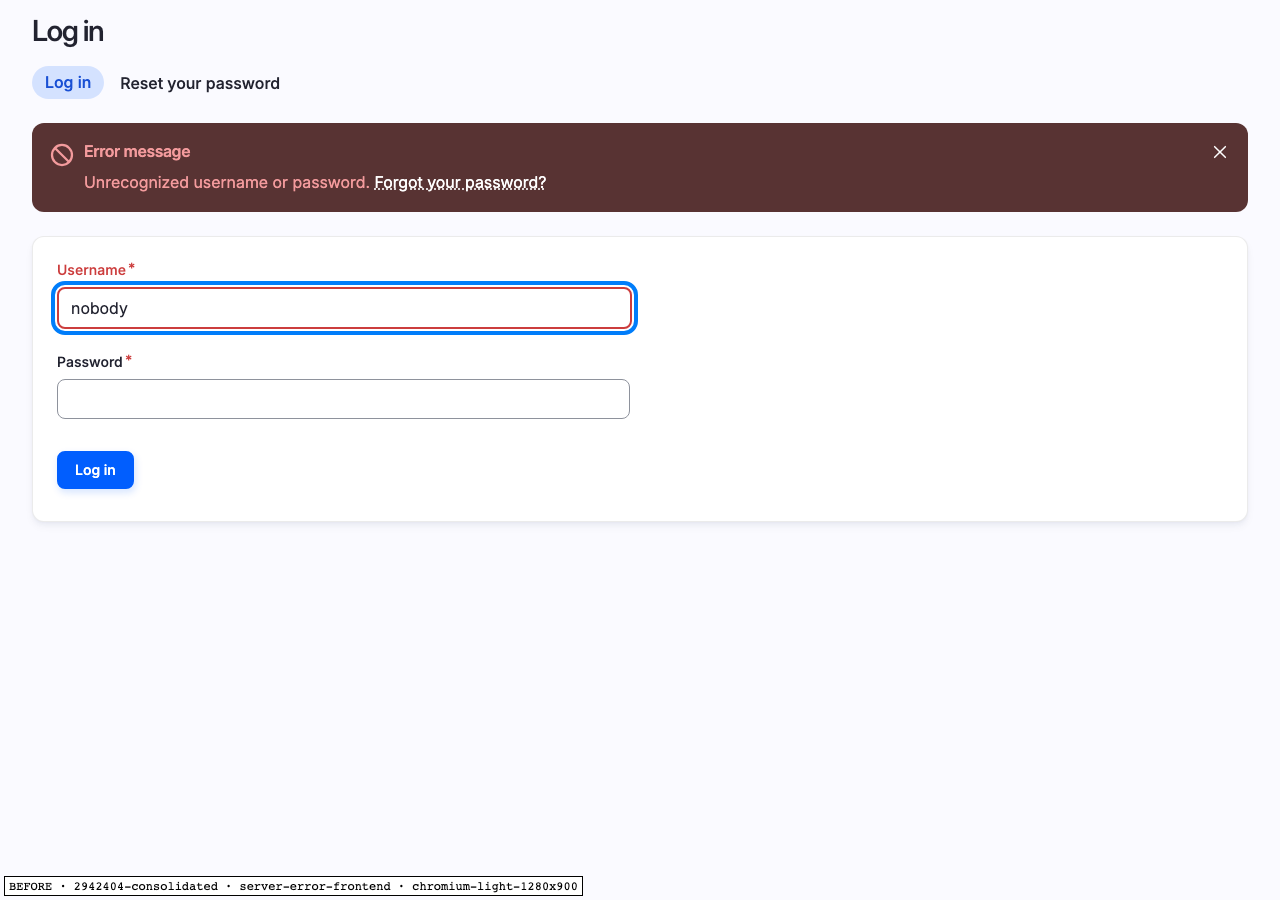 Log in
Log in Reset your password
Error message
Unrecognized username or password. Forgot your password?
Username*
nobody
Password*
Log in
BEFORE · 2942404-consolidated · server-error-frontend · chromium-light-1280x900